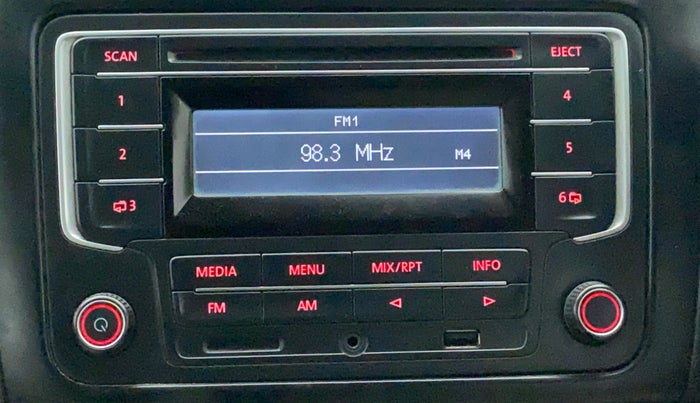 SCAN
EJECT
1
4
FM1
2
98.3 MHz M4
5
3
6
MEDIA MENU MIX/RPT INFO
FM AM